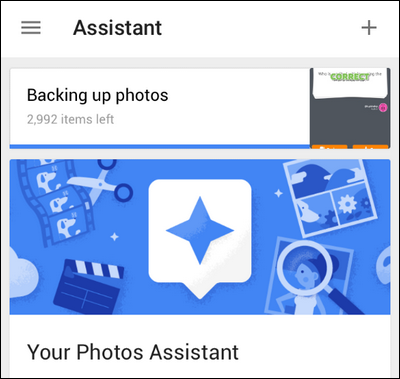 Assistant
Backing up photos
2,992 items left
CORRECT
Your Photos Assistant